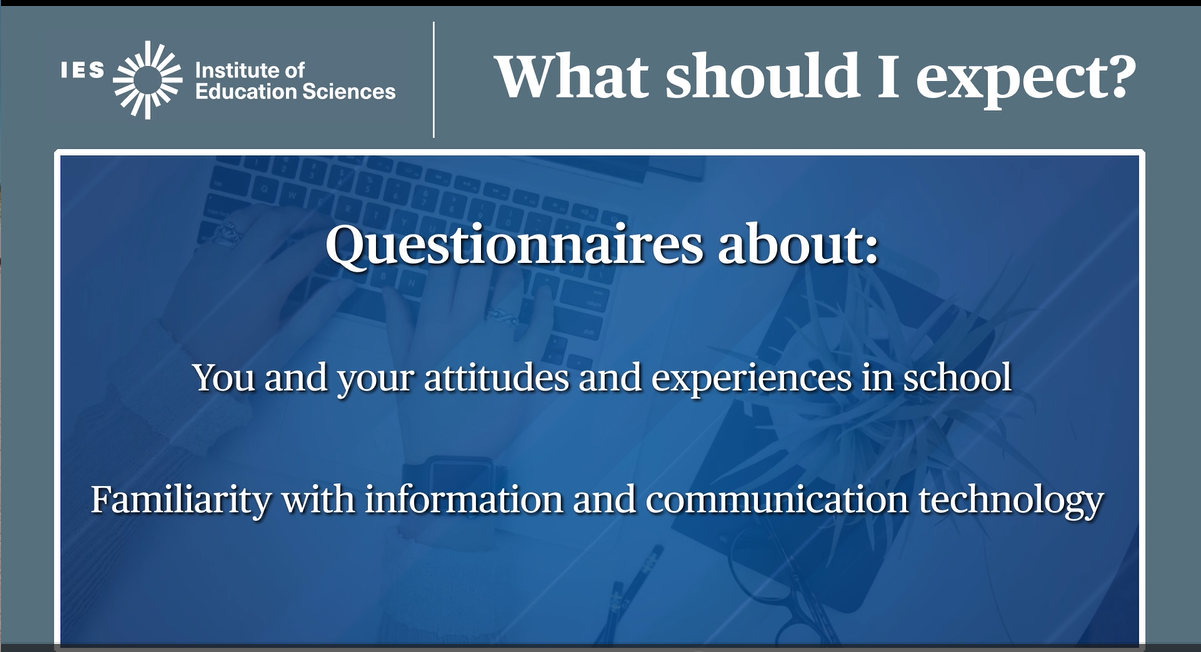 IES
Institute of
Education Sciences
What should I expect?
Questionnaires about:
You and your attitudes and experiences in school
Familiarity with information and communication technology